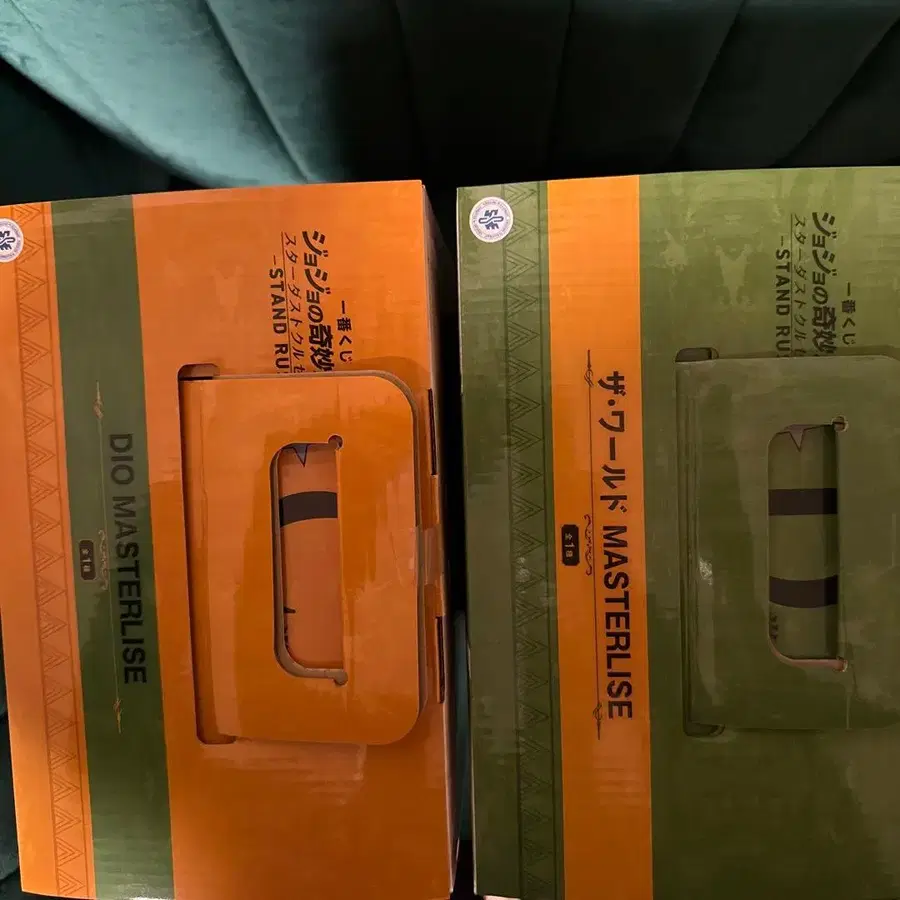 一番くじ
ジョジョの奇妙
スターダストクルセ
-STAND RU
DIO MASTERLISE
全1種
一番くじ
ジョジョの奇妙
スターダストクルセ
-STAND RU
ザ・ワールド MASTERLISE
全1種